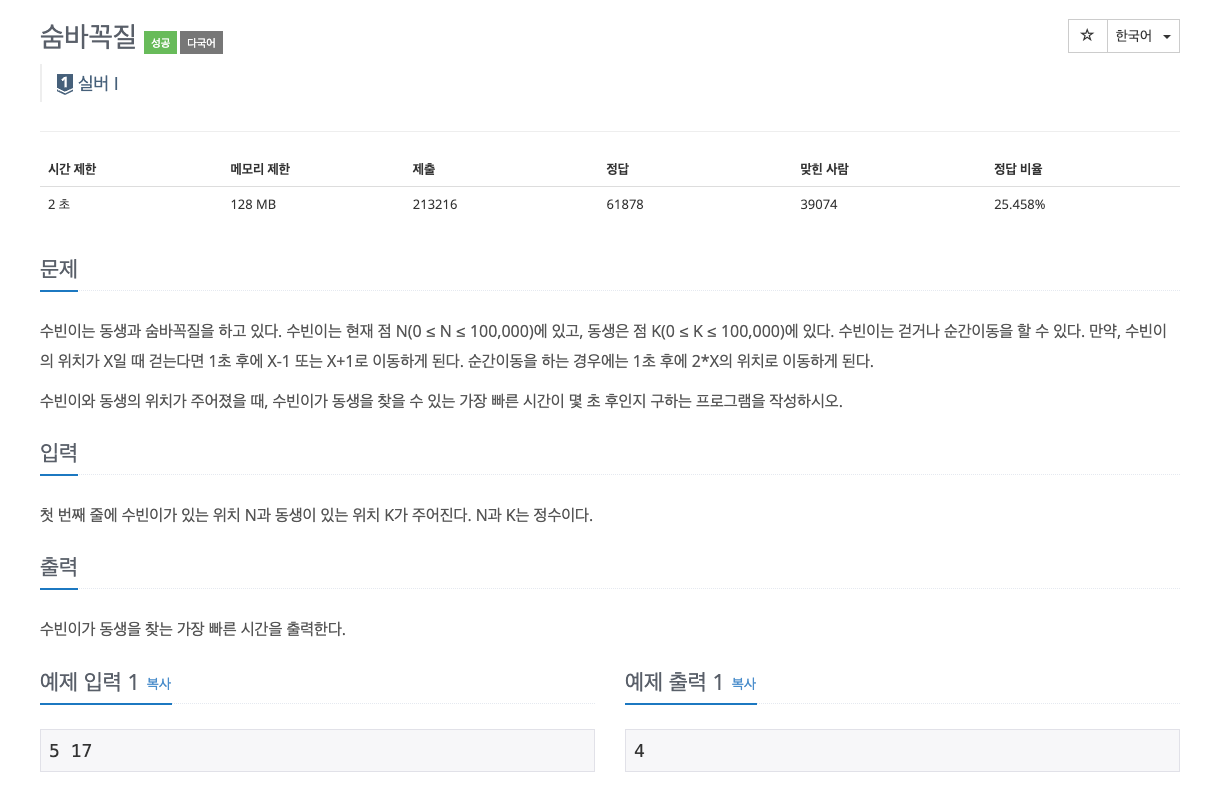 숨바꼭질 성공 다국어
☆ 한국어
1 실버 I
시간 제한 메모리 제한 제출 정답 맞힌 사람 정답 비율
2 초 128 MB 213216 61878 39074 25.458%
문제
수빈이는 동생과 숨바꼭질을 하고 있다. 수빈이는 현재 점 N(0 ≤ N ≤ 100,000)에 있고, 동생은 점 K(0 ≤ K ≤ 100,000)에 있다. 수빈이는 걷거나 순간이동을 할 수 있다. 만약, 수빈이
의 위치가 X일 때 걷는다면 1초 후에 X-1 또는 X+1로 이동하게 된다. 순간이동을 하는 경우에는 1초 후에 2*X의 위치로 이동하게 된다.
수빈이와 동생의 위치가 주어졌을 때, 수빈이가 동생을 찾을 수 있는 가장 빠른 시간이 몇 초 후인지 구하는 프로그램을 작성하시오.
입력
첫 번째 줄에 수빈이가 있는 위치 N과 동생이 있는 위치 K가 주어진다. N과 K는 정수이다.
출력
수빈이가 동생을 찾는 가장 빠른 시간을 출력한다.
예제 입력 1 복사
5 17
예제 출력 1 복사
4